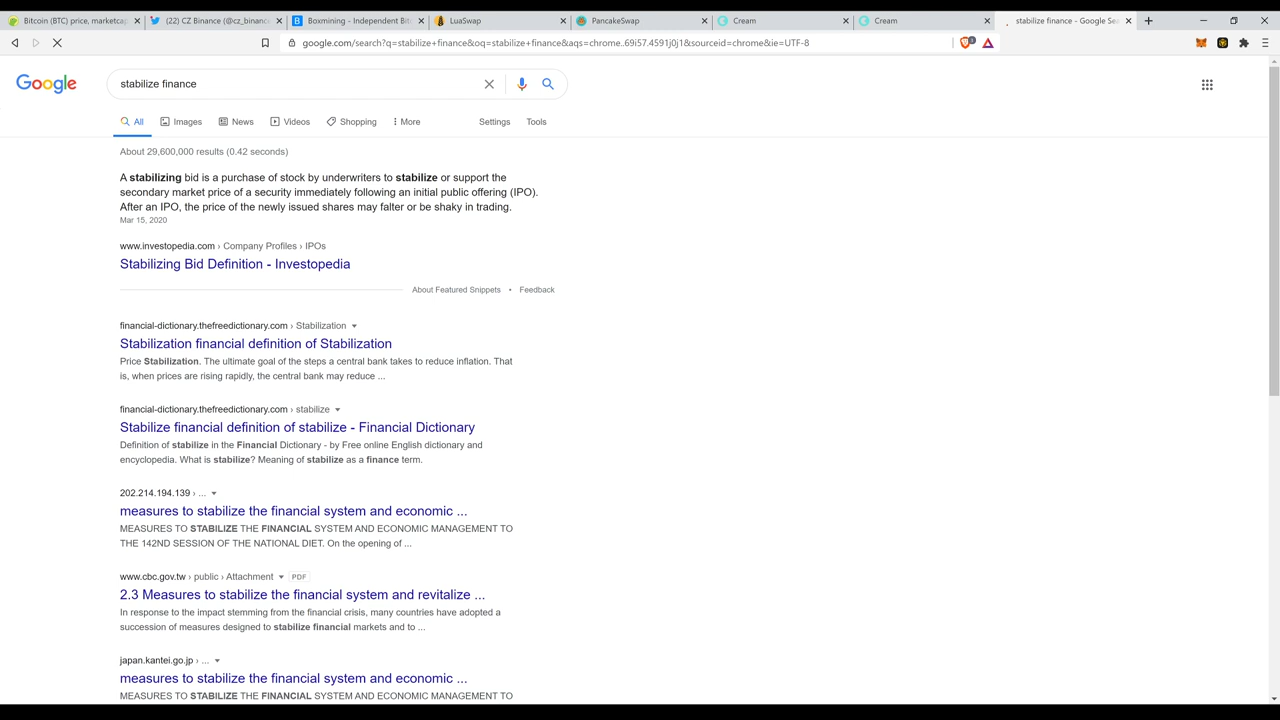 Bitcoin (BTC) price, marketcap
(22) CZ Binance (@cz_binance
Boxmining - Independent Bit
LuaSwap
PancakeSwap
Cream
Cream
stabilize finance - Google Sea
google.com/search?q=stabilize+finance&oq=stabilize+finance&aqs=chrome..69i57.4591j0j1&sourceid=chrome&ie=UTF-8
Google
stabilize finance
All Images News Videos Shopping More Settings Tools
About 29,600,000 results (0.42 seconds)
A stabilizing bid is a purchase of stock by underwriters to stabilize or support the
secondary market price of a security immediately following an initial public offering (IPO).
After an IPO, the price of the newly issued shares may falter or be shaky in trading.
Mar 15, 2020
www.investopedia.com › Company Profiles › IPOs
Stabilizing Bid Definition - Investopedia
About Featured Snippets • Feedback
financial-dictionary.thefreedictionary.com › Stabilization
Stabilization financial definition of Stabilization
Price Stabilization. The ultimate goal of the steps a central bank takes to reduce inflation. That
is, when prices are rising rapidly, the central bank may reduce ...
financial-dictionary.thefreedictionary.com › stabilize
Stabilize financial definition of stabilize - Financial Dictionary
Definition of stabilize in the Financial Dictionary - by Free online English dictionary and
encyclopedia. What is stabilize? Meaning of stabilize as a finance term.
202.214.194.139 › ...
measures to stabilize the financial system and economic ...
MEASURES TO STABILIZE THE FINANCIAL SYSTEM AND ECONOMIC MANAGEMENT TO
THE 142ND SESSION OF THE NATIONAL DIET. On the opening of ...
www.cbc.gov.tw › public › Attachment PDF
2.3 Measures to stabilize the financial system and revitalize ...
In response to the impact stemming from the financial crisis, many countries have adopted a
succession of measures designed to stabilize financial markets and to ...
japan.kantei.go.jp › ...
measures to stabilize the financial system and economic ...
MEASURES TO STABILIZE THE FINANCIAL SYSTEM AND ECONOMIC MANAGEMENT TO